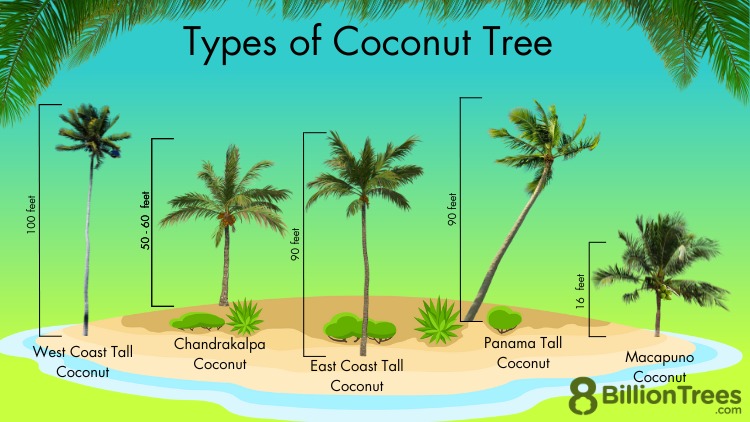 Types of Coconut Tree
100 feet
50 - 60 feet
90 feet
90 feet
16 feet
West Coast Tall
Coconut
Chandrakalpa
Coconut
East Coast Tall
Coconut
Panama Tall
Coconut
Macapuno
Coconut
8 BillionTrees
.com